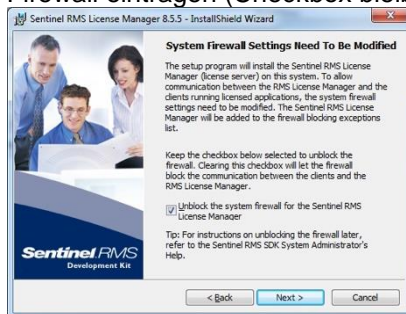 Sentinel RMS License Manager 8.5.5 - InstallShield Wizard
System Firewall Settings Need To Be Modified
The setup program will install the Sentinel RMS License
Manager (license server) on this system. To allow
communication between the RMS License Manager and the
clients running licensed applications, the system firewall
settings need to be modified. The Sentinel RMS License
Manager will be added to the firewall blocking exceptions
list.
Keep the checkbox below selected to unblock the
firewall. Clearing this checkbox will let the firewall
block the communication between the clients and the
RMS License Manager.
Unblock the system firewall for the Sentinel RMS
License Manager
Tip: For instructions on unblocking the firewall later,
refer to the Sentinel RMS SDK System Administrator's
Help.
Sentinel RMS
Development Kit
< Back Next > Cancel